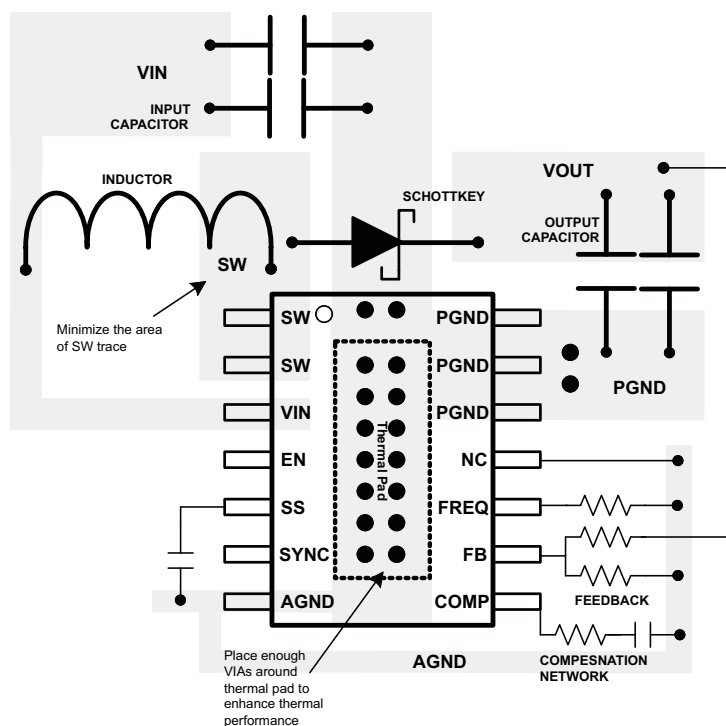 VIN
INPUT
CAPACITOR
INDUCTOR
SW
SCHOTTKEY
VOUT
OUTPUT
CAPACITOR
Minimize the area
of SW trace
SW
SW
VIN
EN
SS
SYNC
AGND
PGND
PGND
PGND
NC
FREQ
FB
COMP
Thermal Pad
PGND
FEEDBACK
COMPESNATION
NETWORK
AGND
Place enough
VIAs around
thermal pad to
enhance thermal
performance